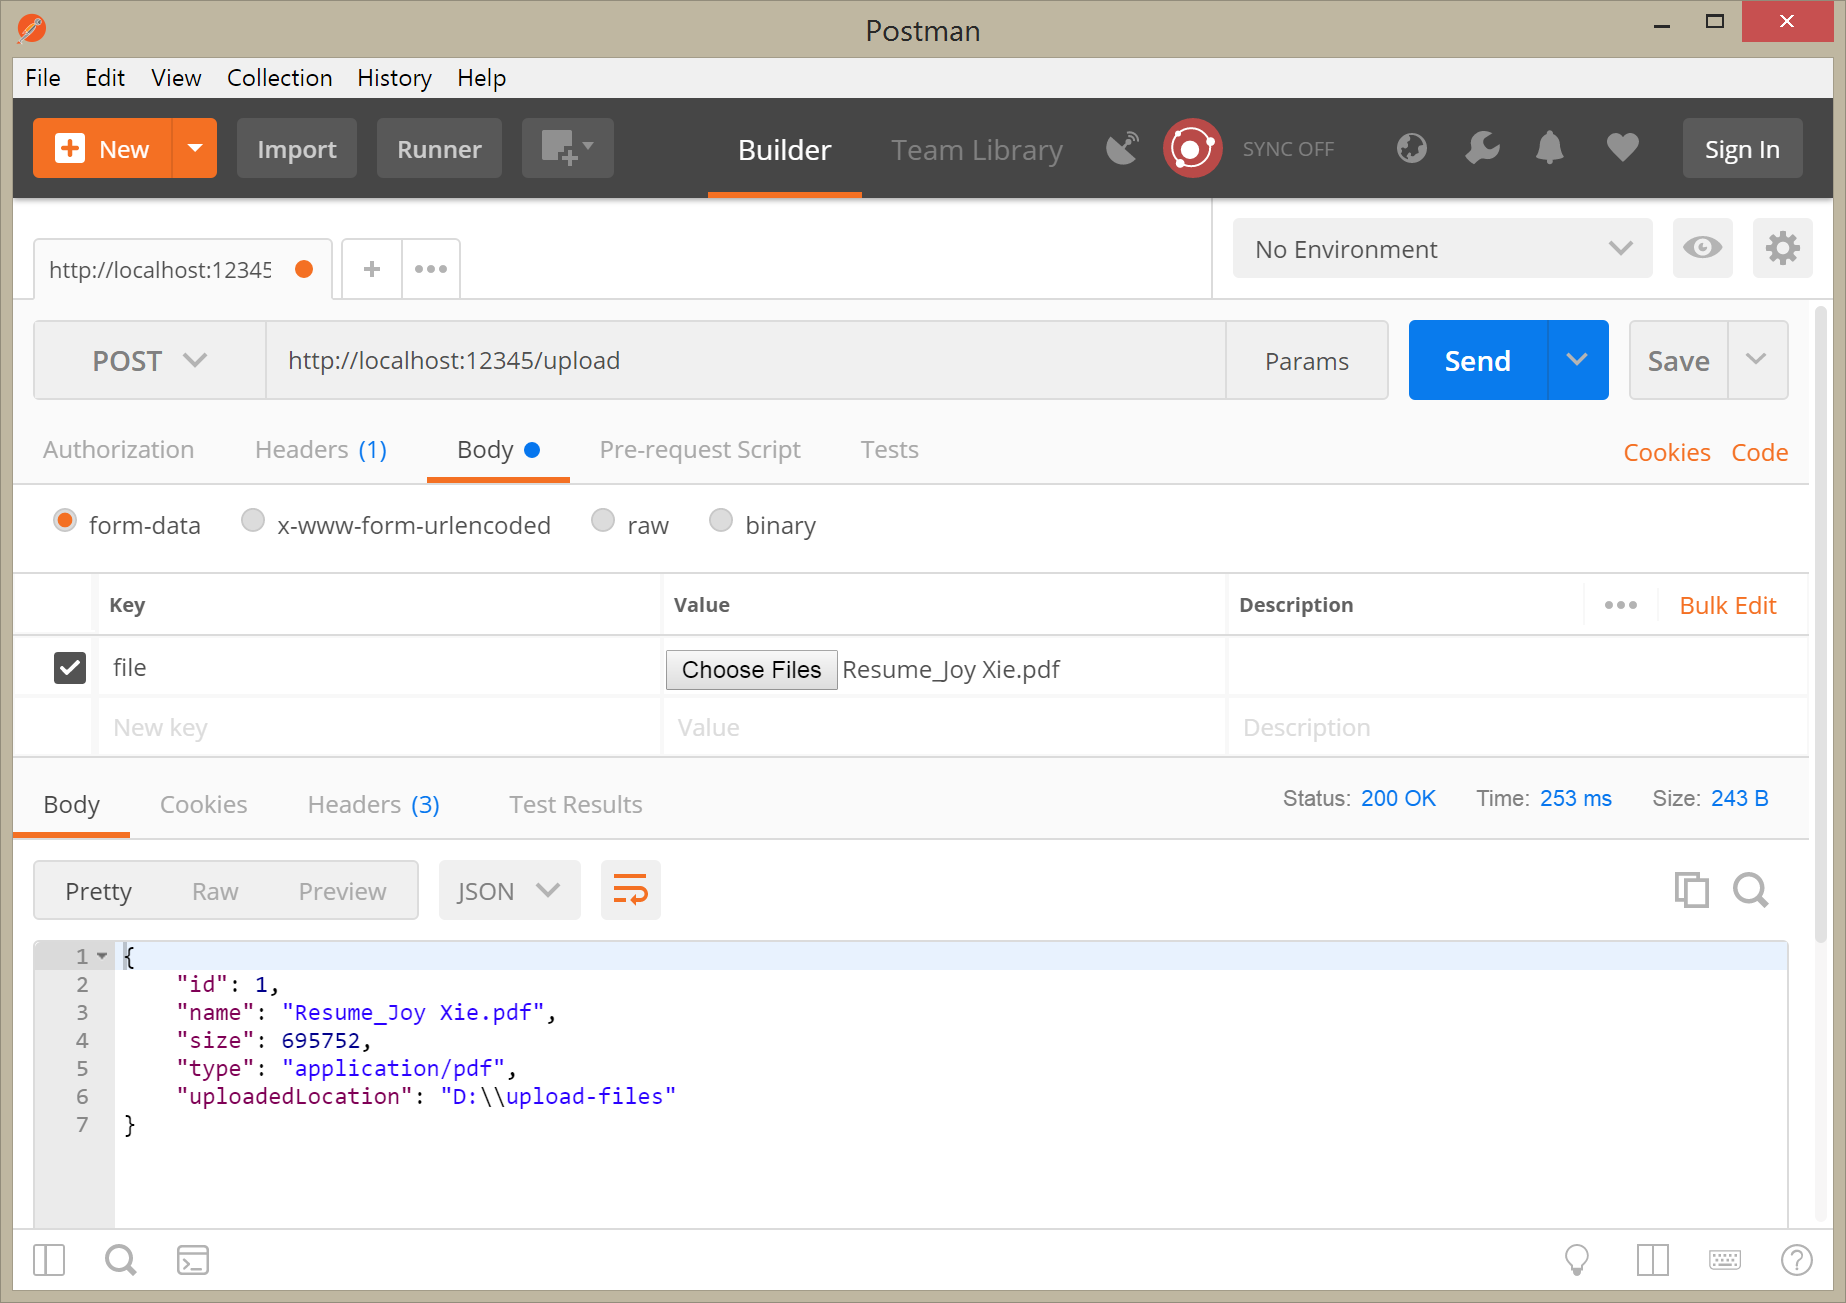 Postman
File Edit View Collection History Help
New Import Runner Builder Team Library SYNC OFF Sign In
http://localhost:12345 No Environment
POST http://localhost:12345/upload Params Send Save
Authorization Headers (1) Body Pre-request Script Tests Cookies Code
form-data x-www-form-urlencoded raw binary
Key Value Description Bulk Edit
file Choose Files Resume_Joy Xie.pdf
New key Value Description
Body Cookies Headers (3) Test Results Status: 200 OK Time: 253 ms Size: 243 B
Pretty Raw Preview JSON
1 {
2 "id": 1,
3 "name": "Resume_Joy Xie.pdf",
4 "size": 695752,
5 "type": "application/pdf",
6 "uploadedLocation": "D:\\upload-files"
7 }